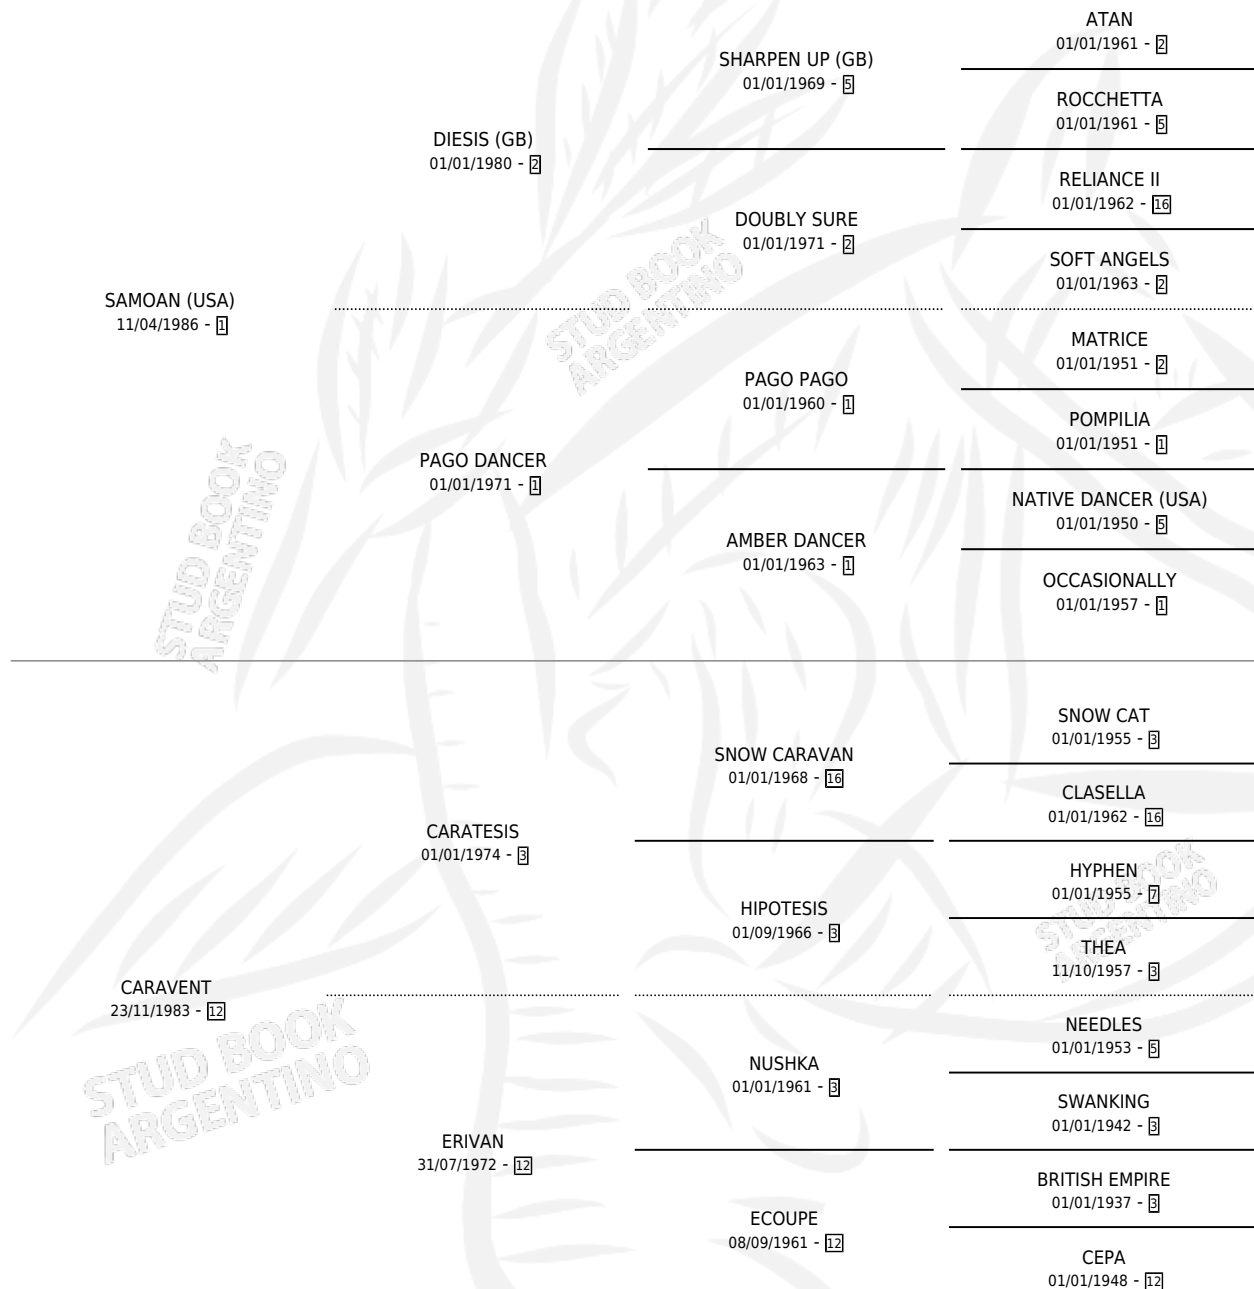 ATAN
01/01/1961 - 2
SHARPEN UP (GB)
01/01/1969 - 5
ROCCHETTA
01/01/1961 - 5
DIESIS (GB)
01/01/1980 - 2
RELIANCE II
01/01/1962 - 16
DOUBLY SURE
01/01/1971 - 2
SOFT ANGELS
01/01/1963 - 2
SAMOAN (USA)
11/04/1986 - 1
STUD BOOK
ARGENTINO
MATRICE
01/01/1951 - 2
PAGO PAGO
01/01/1960 - 1
POMPILIA
01/01/1951 - 1
PAGO DANCER
01/01/1971 - 1
NATIVE DANCER (USA)
01/01/1950 - 5
AMBER DANCER
01/01/1963 - 1
OCCASIONALLY
01/01/1957 - 1
STUD BOOK
ARGENTINO
SNOW CAT
01/01/1955 - 3
SNOW CARAVAN
01/01/1968 - 16
CLASELLA
01/01/1962 - 16
CARATESIS
01/01/1974 - 3
HYPHEN
01/01/1955 - 7
HIPOTESIS
01/09/1966 - 3
THEA
11/10/1957 - 3
STUD BOOK
ARGENTINO
CARAVENT
23/11/1983 - 12
STUD BOOK
ARGENTINO
NEEDLES
01/01/1953 - 5
NUSHKA
01/01/1961 - 3
SWANKING
01/01/1942 - 3
ERIVAN
31/07/1972 - 12
BRITISH EMPIRE
01/01/1937 - 3
ECOUPE
08/09/1961 - 12
CEPA
01/01/1948 - 12